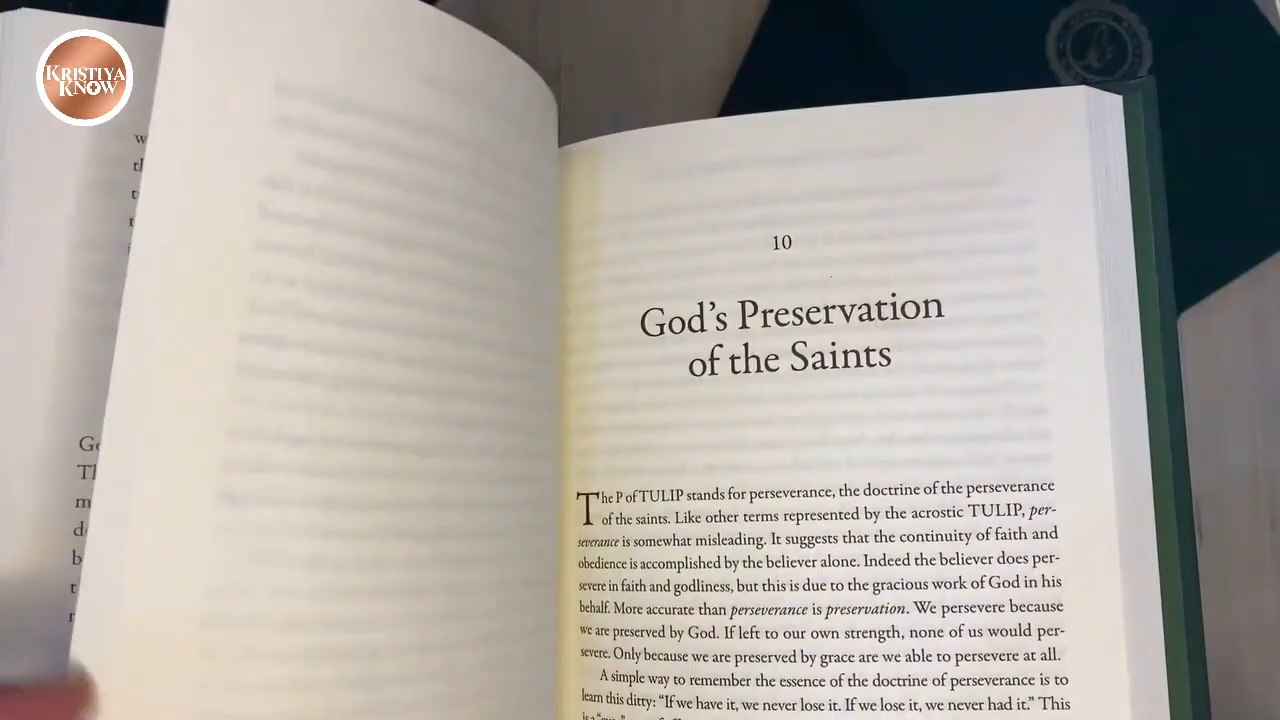 KRISTIYA
KNOW
10
God's Preservation
of the Saints
The P of TULIP stands for perseverance, the doctrine of the perseverance
of the saints. Like other terms represented by the acrostic TULIP, per-
severance is somewhat misleading. It suggests that the continuity of faith and
obedience is accomplished by the believer alone. Indeed the believer does per-
severe in faith and godliness, but this is due to the gracious work of God in his
behalf. More accurate than perseverance is preservation. We persevere because
we are preserved by God. If left to our own strength, none of us would per-
severe. Only because we are preserved by grace are we able to persevere at all.
A simple way to remember the essence of the doctrine of perseverance is to
learn this ditty: “If we have it, we never lose it. If we lose it, we never had it.” This